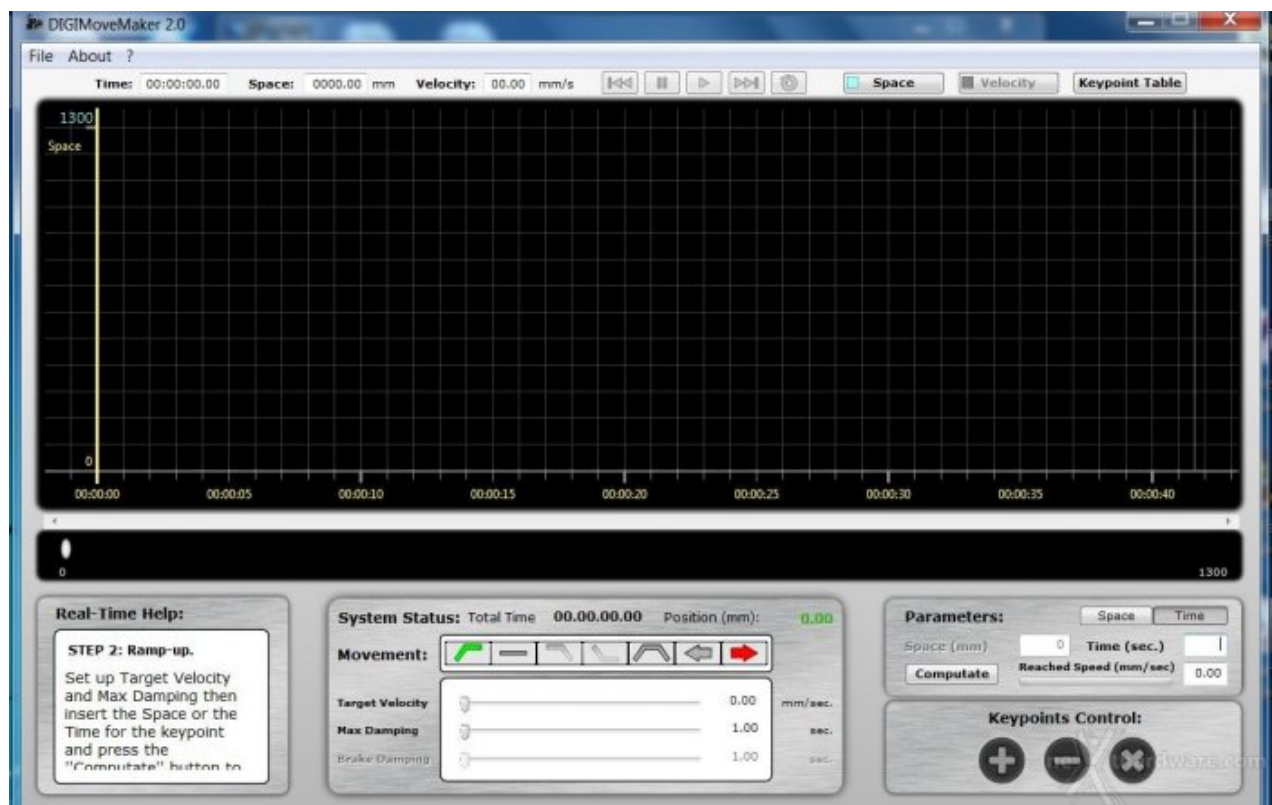 DIGIMoveMaker 2.0
File About ?
Time: 00:00:00.00 Space: 0000.00 mm Velocity: 00.00 mm/s Space Velocity Keypoint Table
1300
Space
0
00:00:00 00:00:05 00:00:10 00:00:15 00:00:20 00:00:25 00:00:30 00:00:35 00:00:40
0 1300
Real-Time Help:
STEP 2: Ramp-up.
Set up Target Velocity
and Max Damping then
insert the Space or the
Time for the keypoint
and press the
"Computate" button to
System Status: Total Time 00.00.00.00 Position (mm): 0.00
Movement:
Target Velocity 0.00 mm/sec.
Max Damping 1.00 sec.
Brake Damping 1.00 sec.
Parameters: Space Time
Space (mm) 0 Time (sec.)
Computate Reached Speed (mm/sec) 0.00
Keypoints Control: